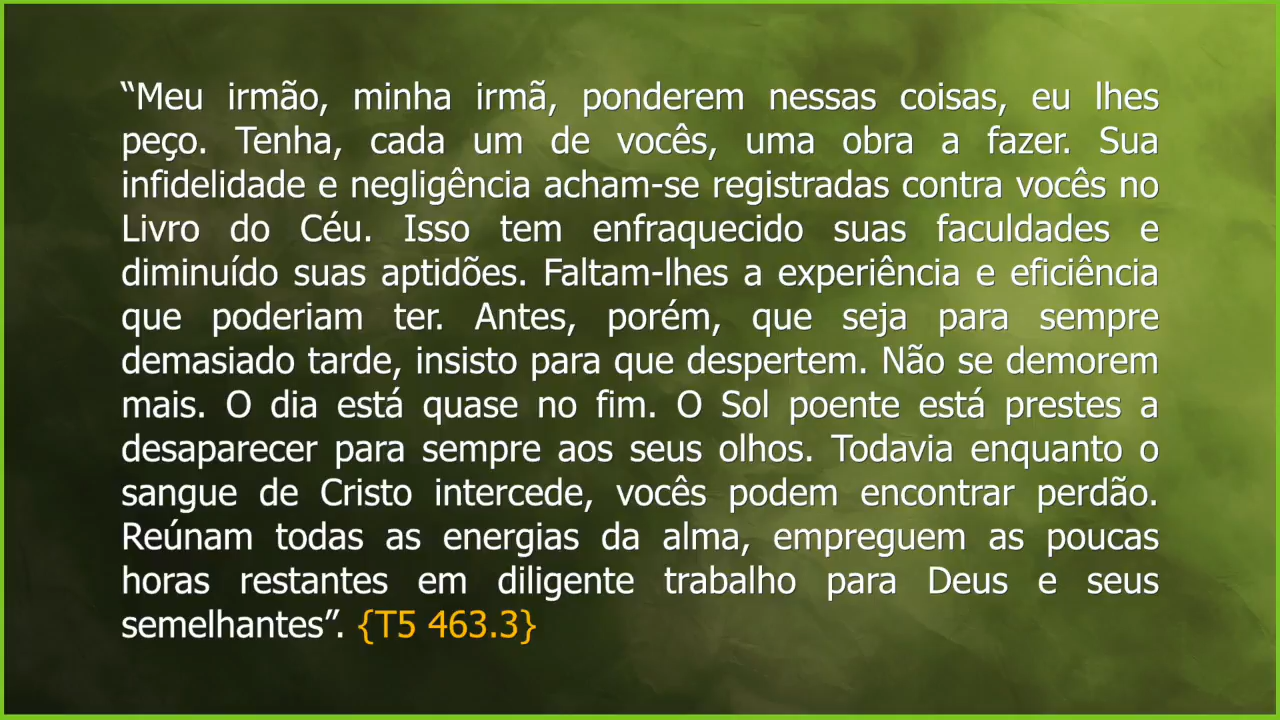 “Meu irmão, minha irmã, ponderem nessas coisas, eu lhes
peço. Tenha, cada um de vocês, uma obra a fazer. Sua
infidelidade e negligência acham-se registradas contra vocês no
Livro do Céu. Isso tem enfraquecido suas faculdades e
diminuído suas aptidões. Faltam-lhes a experiência e eficiência
que poderiam ter. Antes, porém, que seja para sempre
demasiado tarde, insisto para que despertem. Não se demorem
mais. O dia está quase no fim. O Sol poente está prestes a
desaparecer para sempre aos seus olhos. Todavia enquanto o
sangue de Cristo intercede, vocês podem encontrar perdão.
Reúnam todas as energias da alma, empreguem as poucas
horas restantes em diligente trabalho para Deus e seus
semelhantes”. {T5 463.3}